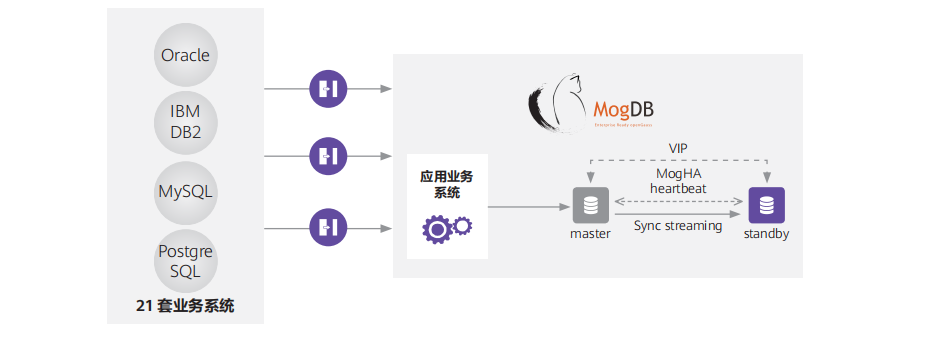 Oracle
IBM
DB2
MySQL
Postgre
SQL
21 套业务系统
MogDB
应用业务
系统
VIP
MogHA
heartbeat
Sync streaming
master
standby